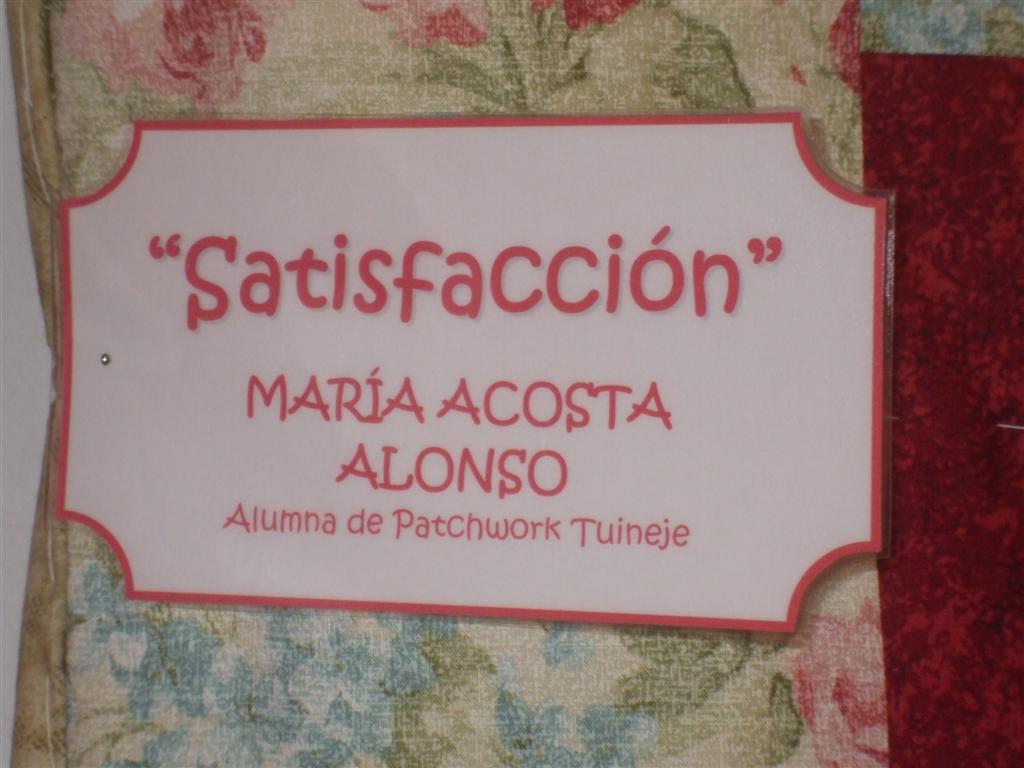 “Satisfacción”
MARÍA ACOSTA
ALONSO
Alumna de Patchwork Tuineje